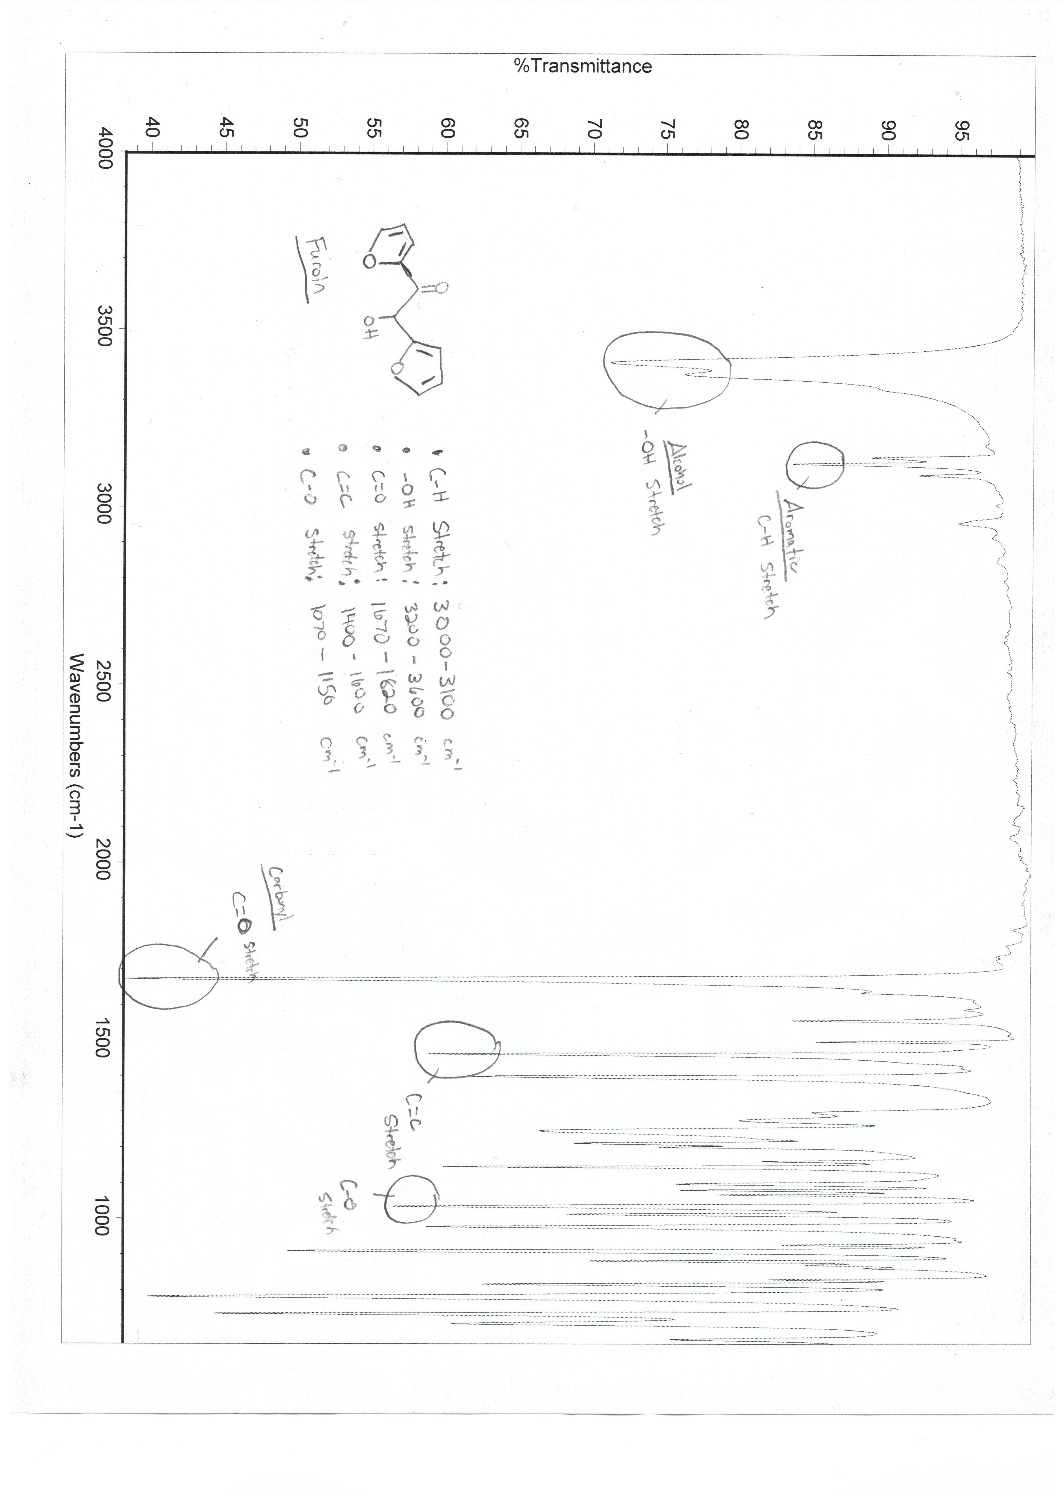 %Transmittance
95
90
85
80
75
70
65
60
55
50
45
40
4000
3500
3000
2500
2000
1500
1000
Wavenumbers (cm-1)
O
O
OH
O
Furoin
Alcohol
-OH Stretch
Aromatic
C-H Stretch
• C-H Stretch: 3000-3100 cm-1
• -OH stretch: 3200-3600 cm-1
• C=O stretch: 1670-1820 cm-1
• C=C stretch: 1400-1600 cm-1
• C-O stretch: 1070-1150 cm-1
Carbonyl
C=O stretch
C=C
Stretch
C-O
Stretch